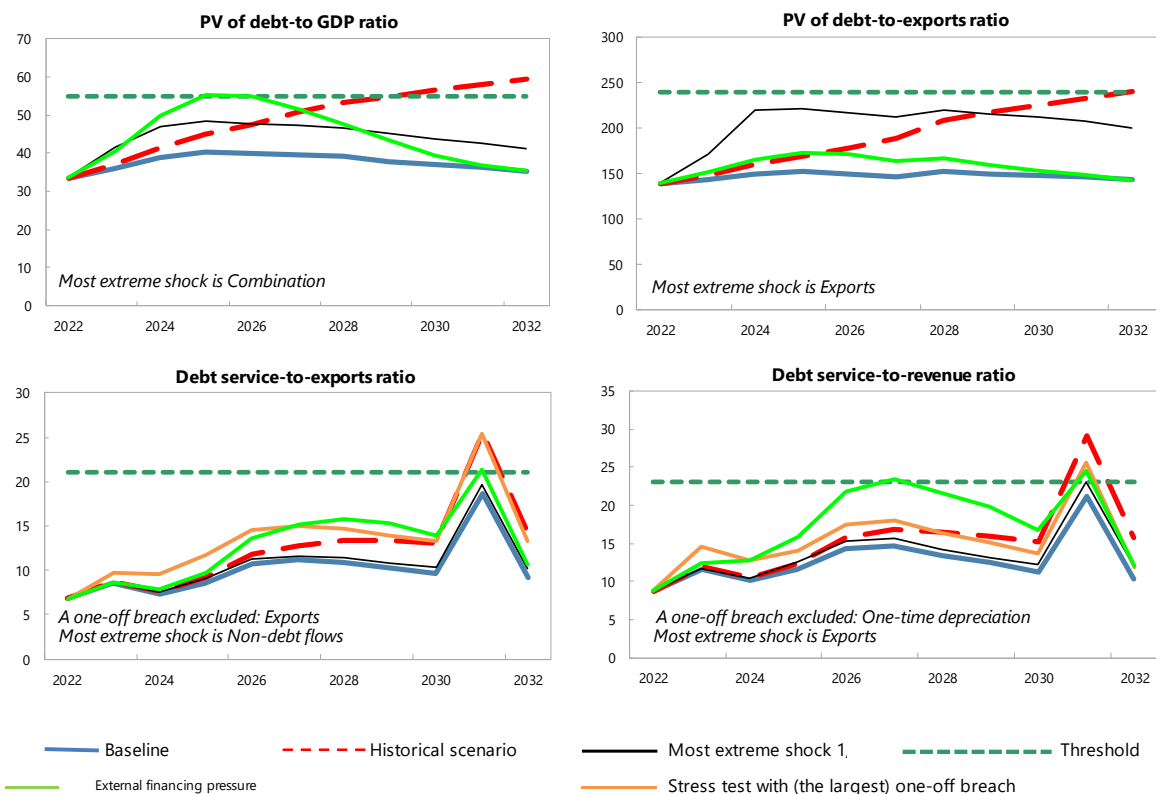 PV of debt-to GDP ratio
70
60
50
40
30
20
10
0
Most extreme shock is Combination
2022 2024 2026 2028 2030 2032
PV of debt-to-exports ratio
300
250
200
150
100
50
0
Most extreme shock is Exports
2022 2024 2026 2028 2030 2032
Debt service-to-exports ratio
30
25
20
15
10
5
0
A one-off breach excluded: Exports
Most extreme shock is Non-debt flows
2022 2024 2026 2028 2030 2032
Debt service-to-revenue ratio
35
30
25
20
15
10
5
0
A one-off breach excluded: One-time depreciation
Most extreme shock is Exports
2022 2024 2026 2028 2030 2032
Baseline Historical scenario Most extreme shock 1, Threshold
External financing pressure Stress test with (the largest) one-off breach